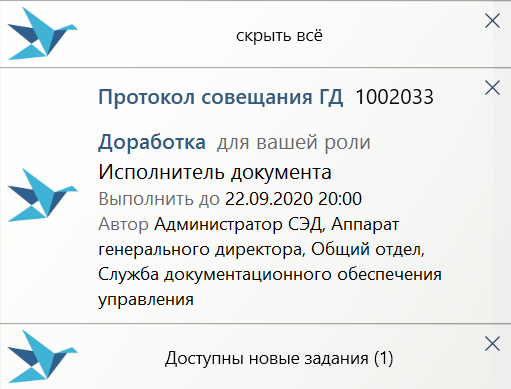 скрыть всё
Протокол совещания ГД 1002033
Доработка для вашей роли
Исполнитель документа
Выполнить до 22.09.2020 20:00
Автор Администратор СЭД, Аппарат
генерального директора, Общий отдел,
Служба документационного обеспечения
управления
Доступны новые задания (1)